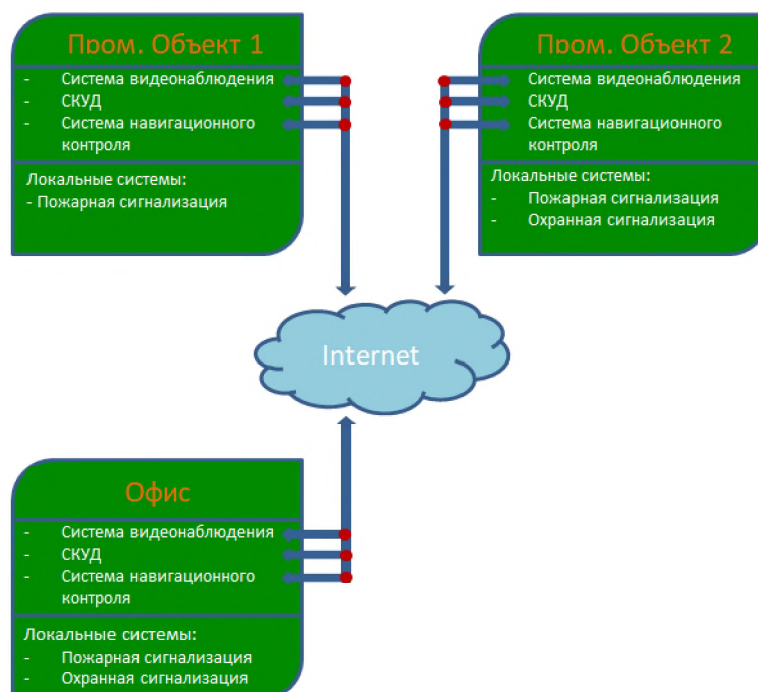 Пром. Объект 1
- Система видеонаблюдения
- СКУД
- Система навигационного
контроля
Локальные системы:
- Пожарная сигнализация
Пром. Объект 2
- Система видеонаблюдения
- СКУД
- Система навигационного
контроля
Локальные системы:
- Пожарная сигнализация
- Охранная сигнализация
Internet
Офис
- Система видеонаблюдения
- СКУД
- Система навигационного
контроля
Локальные системы:
- Пожарная сигнализация
- Охранная сигнализация